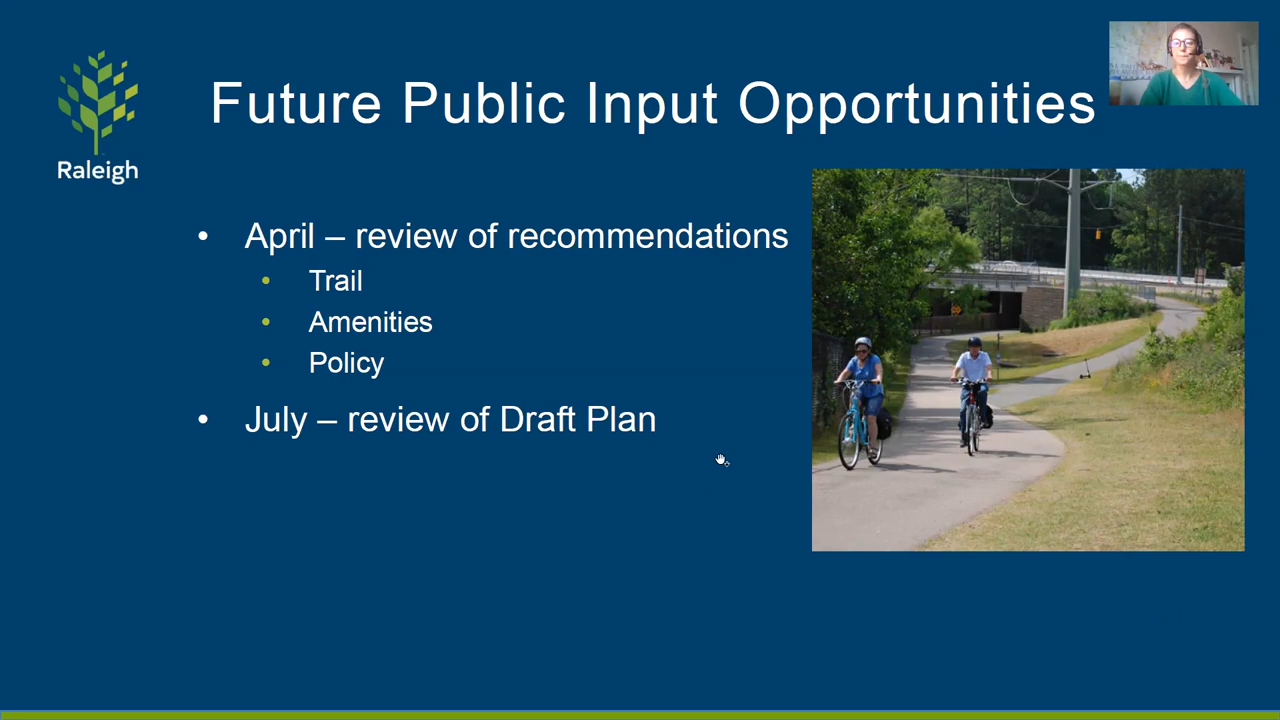 Future Public Input Opportunities
Raleigh
• April – review of recommendations
• Trail
• Amenities
• Policy
• July – review of Draft Plan